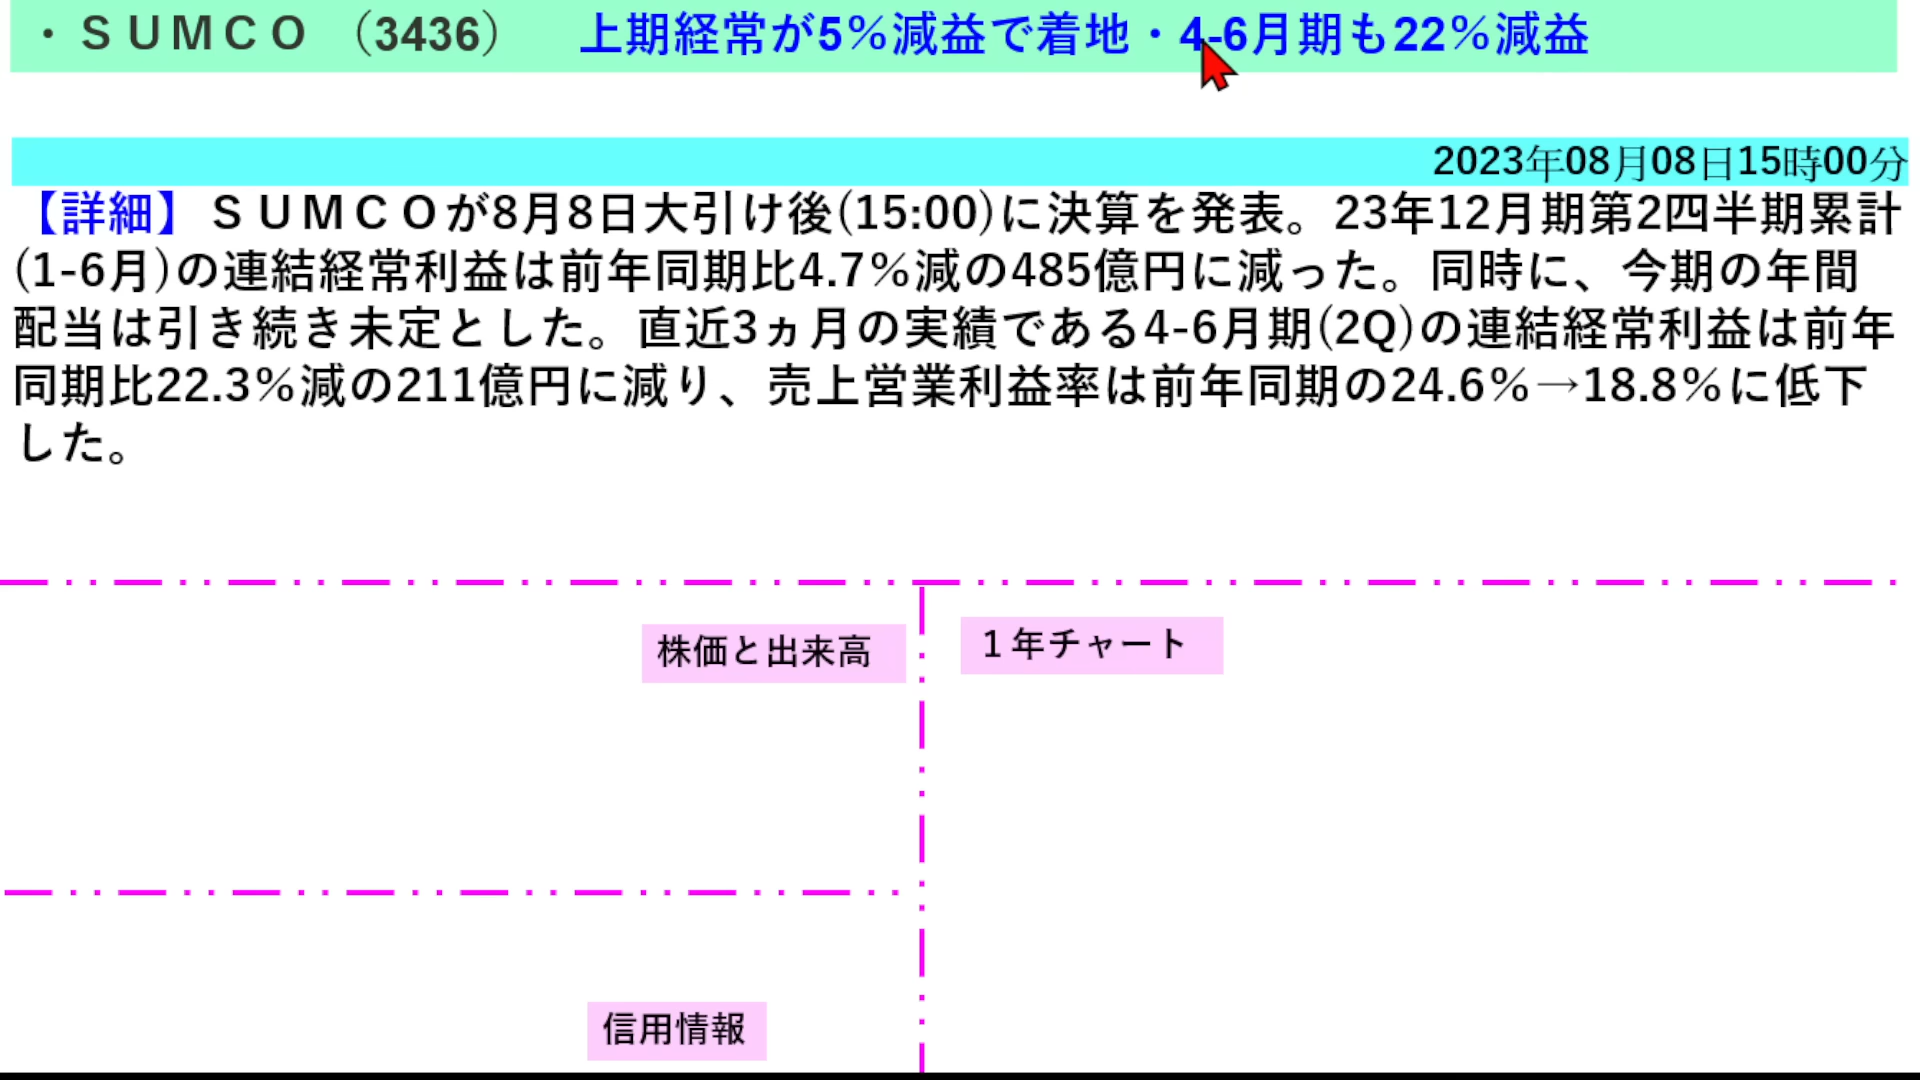 ・ＳＵＭＣＯ （3436）　上期経常が5％減益で着地・4-6月期も22％減益
2023年08月08日15時00分
【詳細】ＳＵＭＣＯが8月8日大引け後(15:00)に決算を発表。23年12月期第2四半期累計
(1-6月)の連結経常利益は前年同期比4.7％減の485億円に減った。同時に、今期の年間
配当は引き続き未定とした。直近3ヵ月の実績である4-6月期(2Q)の連結経常利益は前年
同期比22.3％減の211億円に減り、売上営業利益率は前年同期の24.6％→18.8％に低下
した。
株価と出来高
１年チャート
信用情報